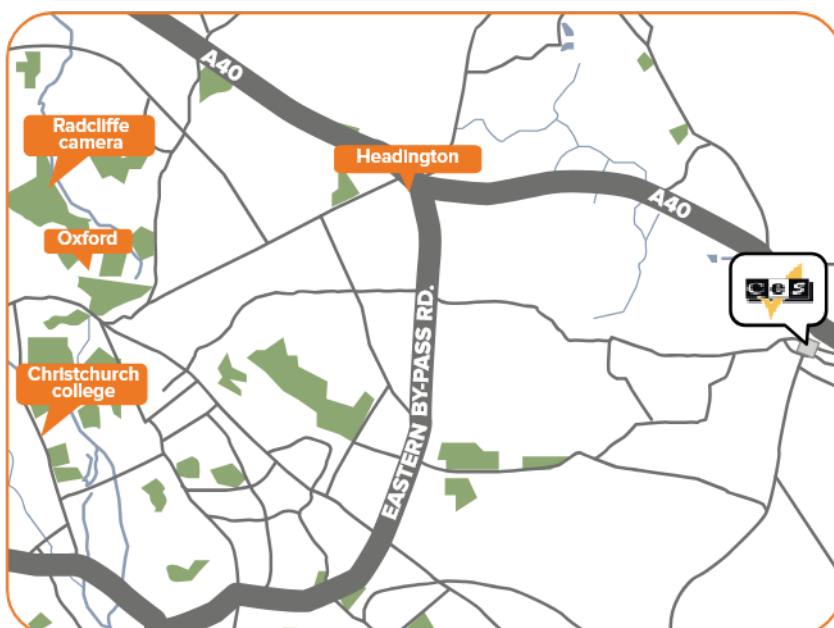 A40
Radcliffe
camera
Headington
A40
Oxford
ces
EASTERN BY-PASS RD.
Christchurch
college